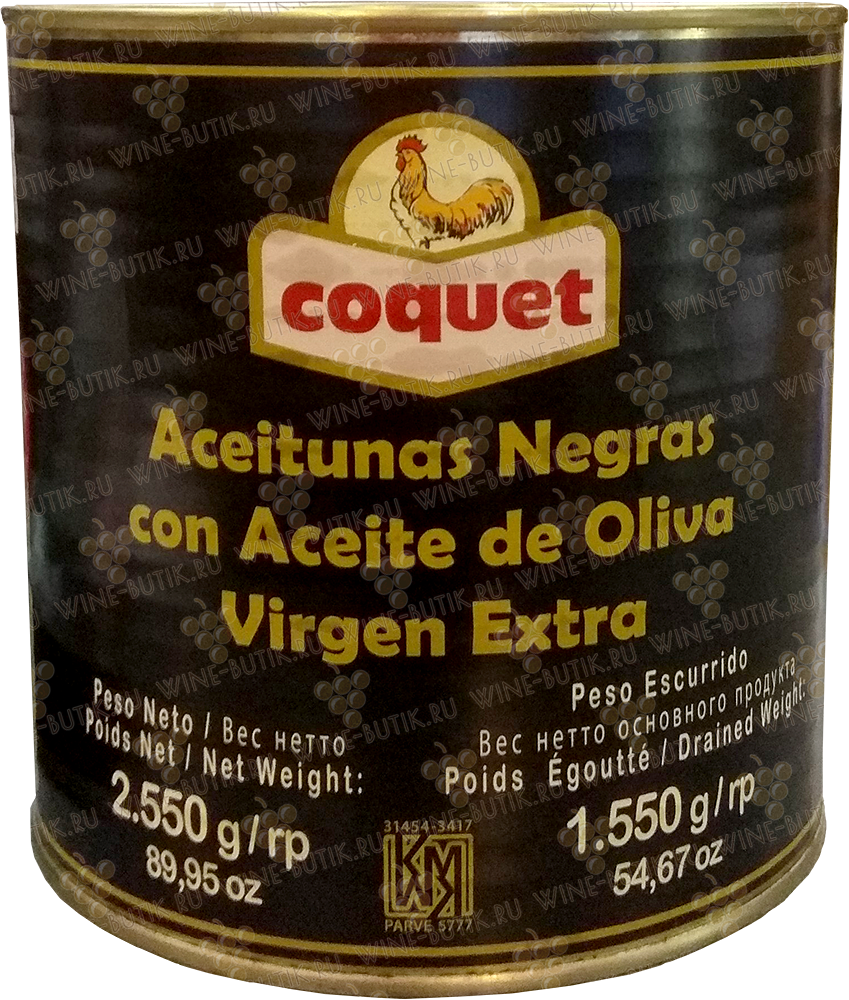 coquet
Aceitunas Negras
con Aceite de Oliva
Virgen Extra
Peso Neto / Вес нетто
Poids Net / Net Weight:
2.550 g/гр
89,95 oz
Peso Escurrido
Вес нетто основного продукта
Poids Égoutté / Drained Weight:
1.550 g/гр
54,67 oz
31454-3417
KMД
PARVE 5777
WINE-BUTIK.RU